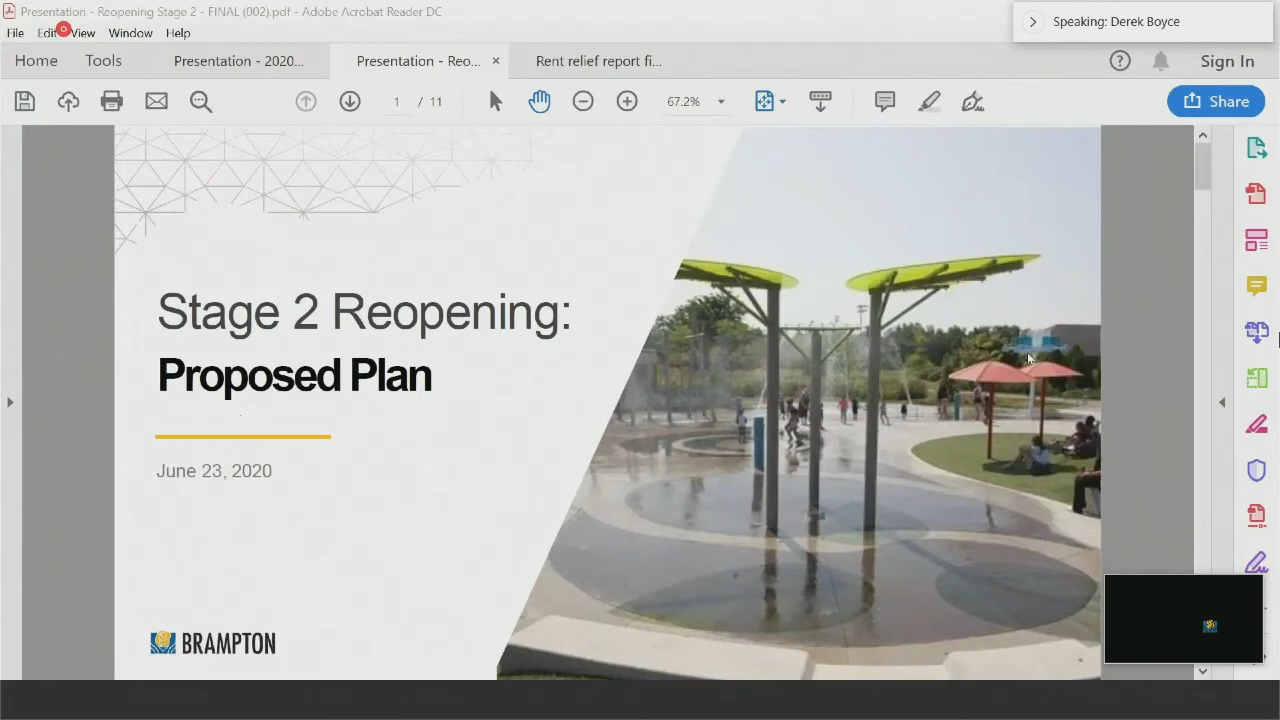 Presentation - Reopening Stage 2 - FINAL (002).pdf - Adobe Acrobat Reader DC
Speaking: Derek Boyce
File Edit View Window Help
Home Tools Presentation - 2020... Presentation - Reo... × Rent relief report fi... Sign In
1 / 11 67.2% Share
Stage 2 Reopening:
Proposed Plan
June 23, 2020
BRAMPTON